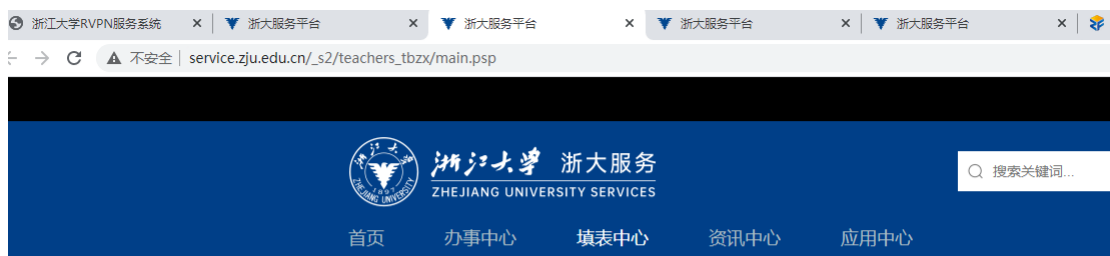 浙江大学RVPN服务系统 × 浙大服务平台 × 浙大服务平台 × 浙大服务平台 × 浙大服务平台 ×
不安全 service.zju.edu.cn/_s2/teachers_tbzx/main.psp
浙江大学 浙大服务
ZHEJIANG UNIVERSITY SERVICES
搜索关键词...
首页 办事中心 填表中心 资讯中心 应用中心